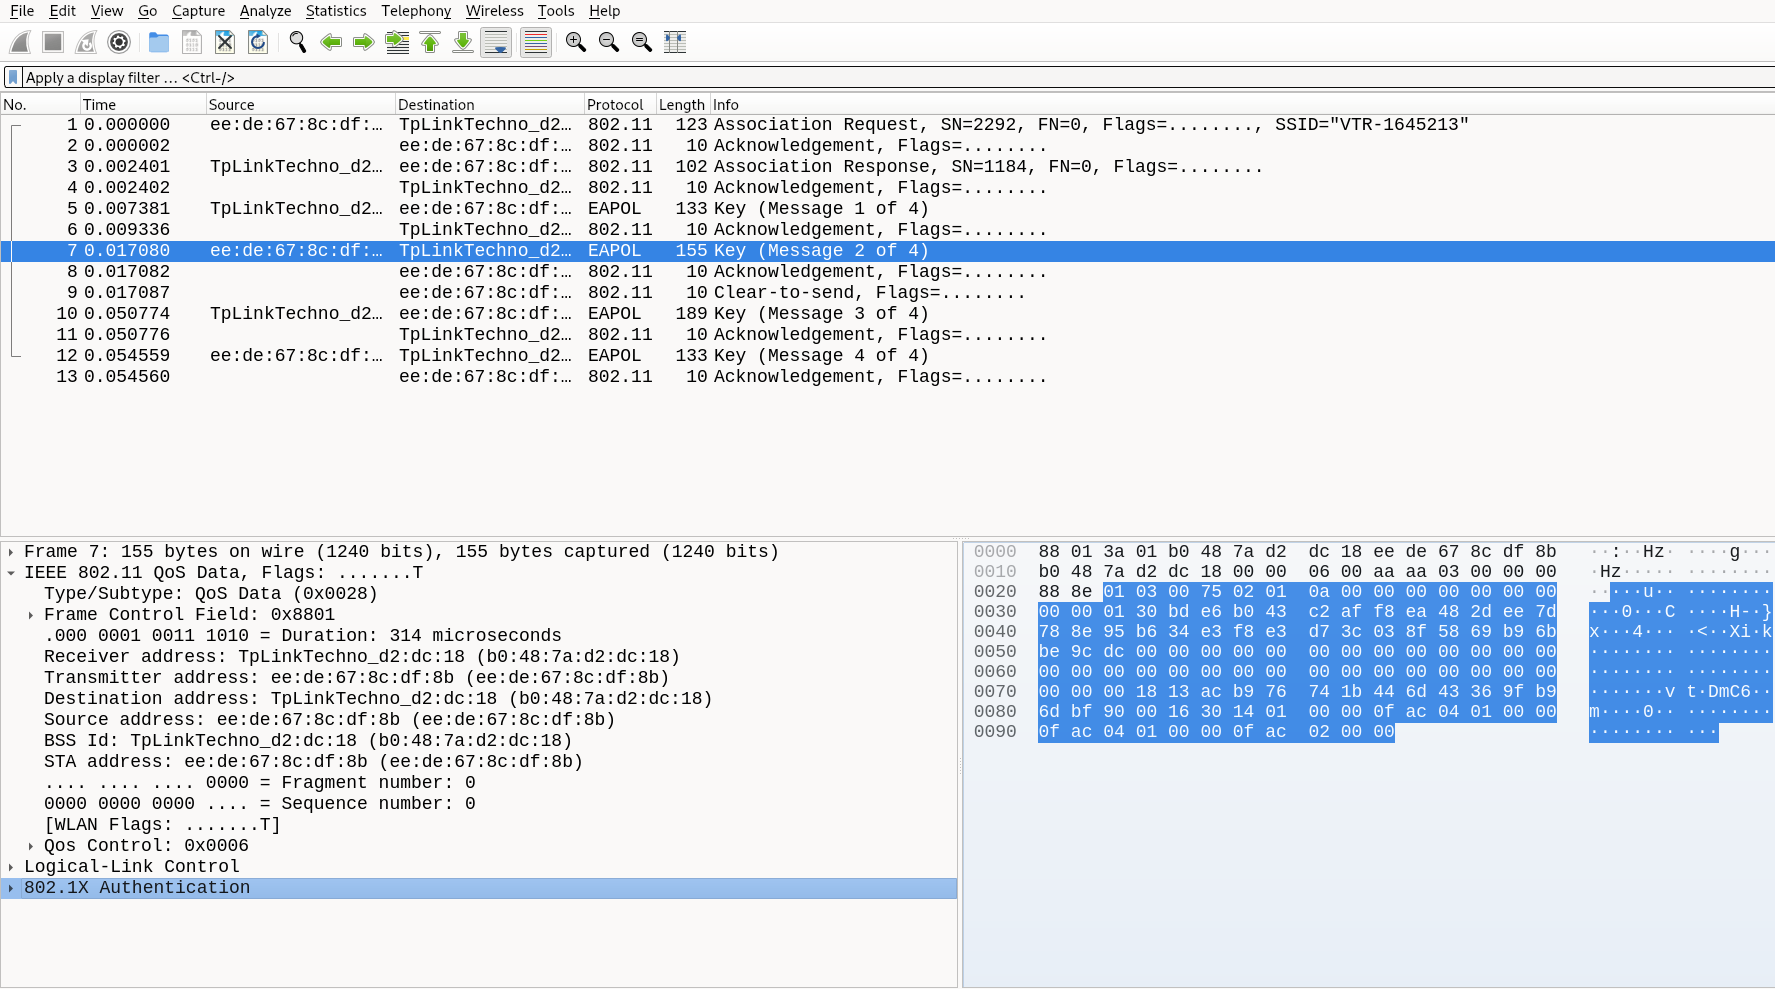 File Edit View Go Capture Analyze Statistics Telephony Wireless Tools Help
Apply a display filter … <Ctrl-/>
No. Time Source Destination Protocol Length Info
1 0.000000 ee:de:67:8c:df:… TpLinkTechno_d2… 802.11 123 Association Request, SN=2292, FN=0, Flags=........, SSID="VTR-1645213"
2 0.000002 ee:de:67:8c:df:… 802.11 10 Acknowledgement, Flags=........
3 0.002401 TpLinkTechno_d2… ee:de:67:8c:df:… 802.11 102 Association Response, SN=1184, FN=0, Flags=........
4 0.002402 TpLinkTechno_d2… 802.11 10 Acknowledgement, Flags=........
5 0.007381 TpLinkTechno_d2… ee:de:67:8c:df:… EAPOL 133 Key (Message 1 of 4)
6 0.009336 TpLinkTechno_d2… 802.11 10 Acknowledgement, Flags=........
7 0.017080 ee:de:67:8c:df:… TpLinkTechno_d2… EAPOL 155 Key (Message 2 of 4)
8 0.017082 ee:de:67:8c:df:… 802.11 10 Acknowledgement, Flags=........
9 0.017087 ee:de:67:8c:df:… 802.11 10 Clear-to-send, Flags=........
10 0.050774 TpLinkTechno_d2… ee:de:67:8c:df:… EAPOL 189 Key (Message 3 of 4)
11 0.050776 TpLinkTechno_d2… 802.11 10 Acknowledgement, Flags=........
12 0.054559 ee:de:67:8c:df:… TpLinkTechno_d2… EAPOL 133 Key (Message 4 of 4)
13 0.054560 ee:de:67:8c:df:… 802.11 10 Acknowledgement, Flags=........
Frame 7: 155 bytes on wire (1240 bits), 155 bytes captured (1240 bits)
IEEE 802.11 QoS Data, Flags: .......T
Type/Subtype: QoS Data (0x0028)
Frame Control Field: 0x8801
.000 0001 0011 1010 = Duration: 314 microseconds
Receiver address: TpLinkTechno_d2:dc:18 (b0:48:7a:d2:dc:18)
Transmitter address: ee:de:67:8c:df:8b (ee:de:67:8c:df:8b)
Destination address: TpLinkTechno_d2:dc:18 (b0:48:7a:d2:dc:18)
Source address: ee:de:67:8c:df:8b (ee:de:67:8c:df:8b)
BSS Id: TpLinkTechno_d2:dc:18 (b0:48:7a:d2:dc:18)
STA address: ee:de:67:8c:df:8b (ee:de:67:8c:df:8b)
.... .... .... 0000 = Fragment number: 0
0000 0000 0000 .... = Sequence number: 0
[WLAN Flags: .......T]
Qos Control: 0x0006
Logical-Link Control
802.1X Authentication
0000 88 01 3a 01 b0 48 7a d2 dc 18 ee de 67 8c df 8b ··:··Hz· ····g···
0010 b0 48 7a d2 dc 18 00 00 06 00 aa aa 03 00 00 00 ·Hz····· ········
0020 88 8e 01 03 00 75 02 01 0a 00 00 00 00 00 00 00 ·····u·· ········
0030 00 00 01 30 bd e6 b0 43 c2 af f8 ea 48 2d ee 7d ···0···C ····H-·}
0040 78 8e 95 b6 34 e3 f8 e3 d7 3c 03 8f 58 69 b9 6b x···4··· ·<··Xi·k
0050 be 9c dc 00 00 00 00 00 00 00 00 00 00 00 00 00 ········ ········
0060 00 00 00 00 00 00 00 00 00 00 00 00 00 00 00 00 ········ ········
0070 00 00 00 18 13 ac b9 76 74 1b 44 6d 43 36 9f b9 ·······v t·DmC6··
0080 6d bf 90 00 16 30 14 01 00 00 0f ac 04 01 00 00 m····0·· ········
0090 0f ac 04 01 00 00 0f ac 02 00 00 ········ ···